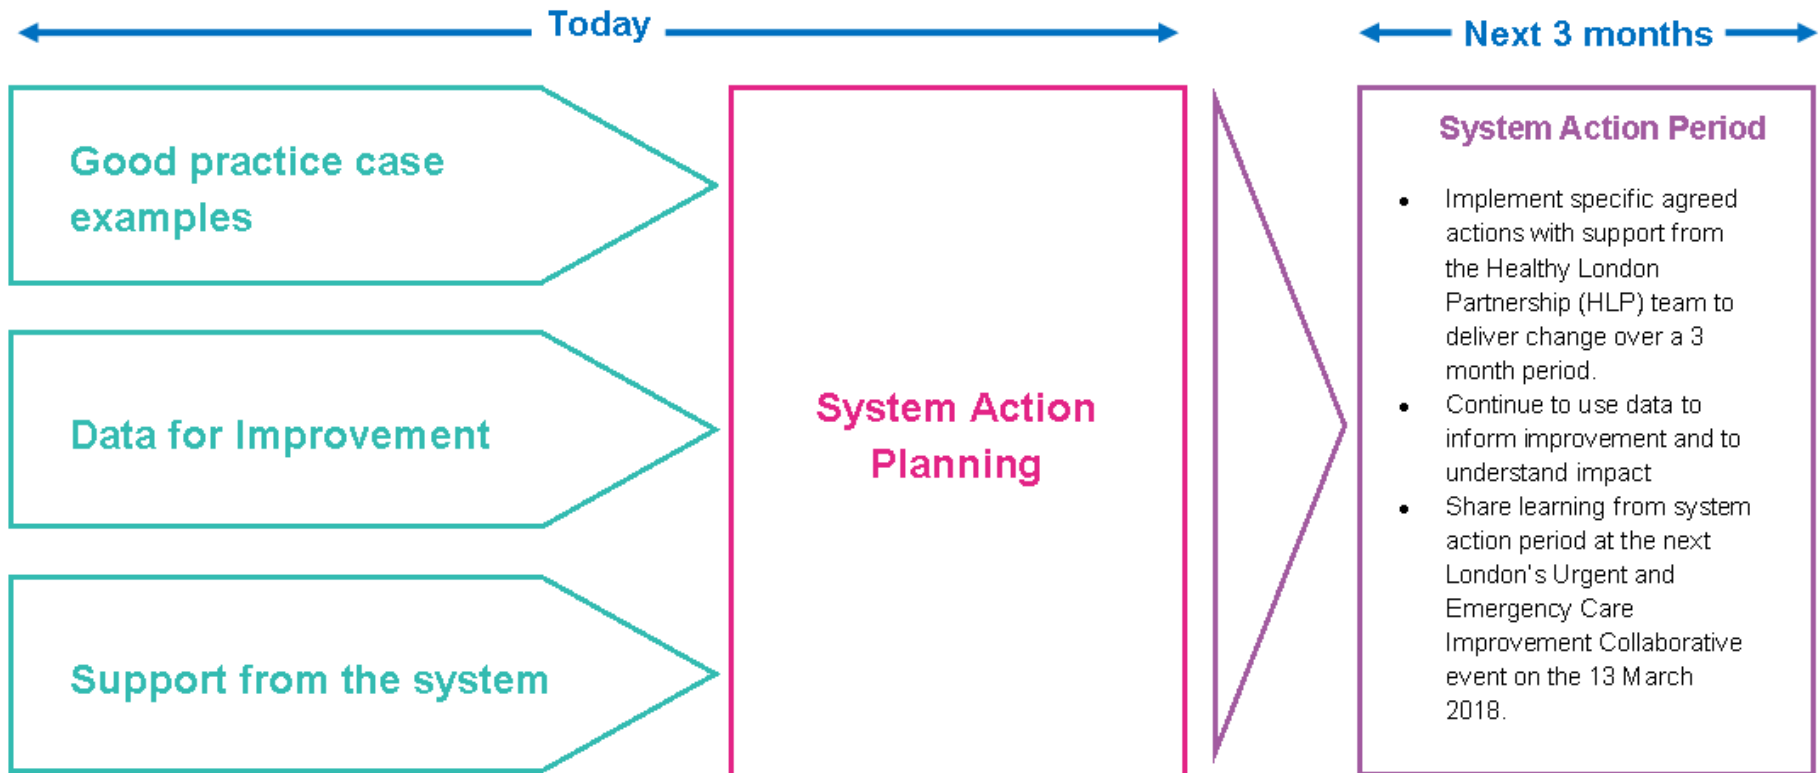 Today
Next 3 months
Good practice case
examples
Data for Improvement
Support from the system
System Action
Planning
System Action Period
• Implement specific agreed
actions with support from
the Healthy London
Partnership (HLP) team to
deliver change over a 3
month period.
• Continue to use data to
inform improvement and to
understand impact
• Share learning from system
action period at the next
London's Urgent and
Emergency Care
Improvement Collaborative
event on the 13 March
2018.